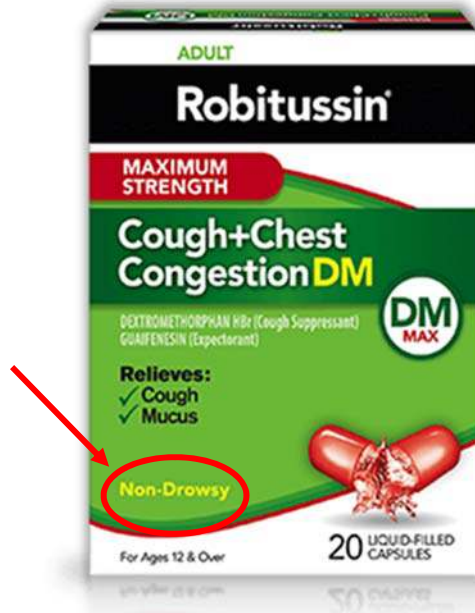 ADULT
Robitussin®
MAXIMUM
STRENGTH
Cough+Chest
Congestion DM
DEXTROMETHORPHAN HBr (Cough Suppressant)
GUAIFENESIN (Expectorant)
DM
MAX
Relieves:
✓ Cough
✓ Mucus
Non-Drowsy
For Ages 12 & Over
20 LIQUID-FILLED
CAPSULES